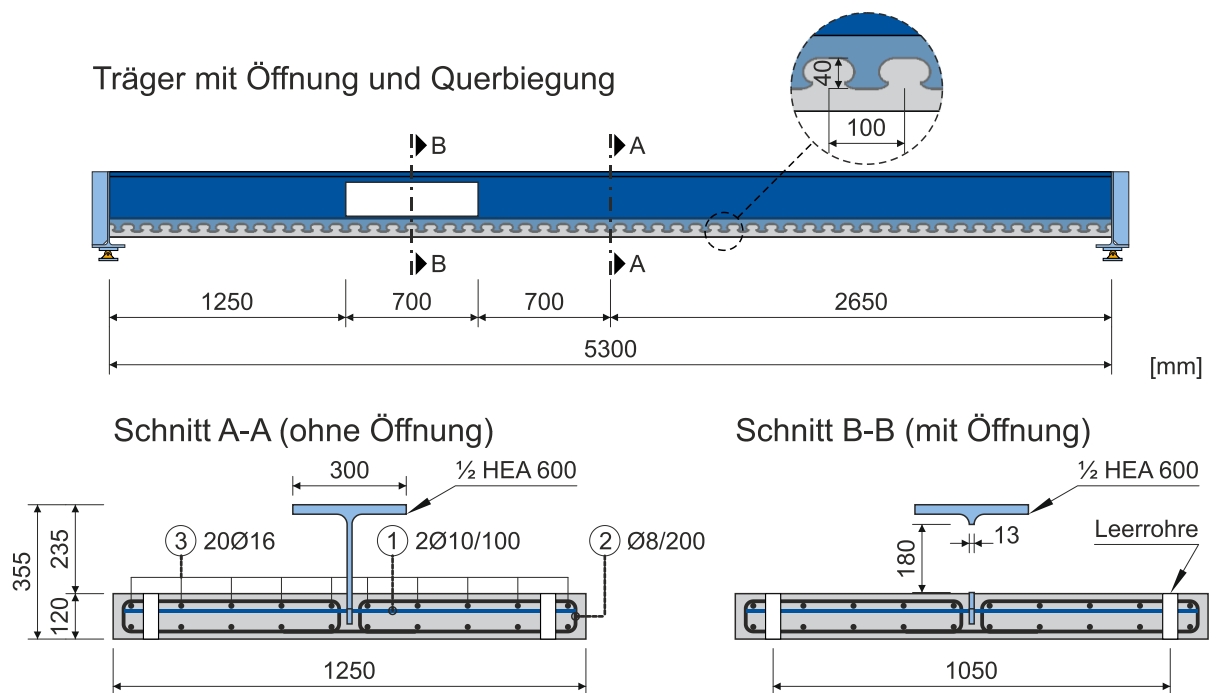 Träger mit Öffnung und Querbiegung
40
100
B
A
B
A
1250
700
700
2650
5300
[mm]
Schnitt A-A (ohne Öffnung)
300
½ HEA 600
3 20Ø16
1 2Ø10/100
2 Ø8/200
355
235
120
1250
Schnitt B-B (mit Öffnung)
½ HEA 600
Leerrohre
180
13
1050